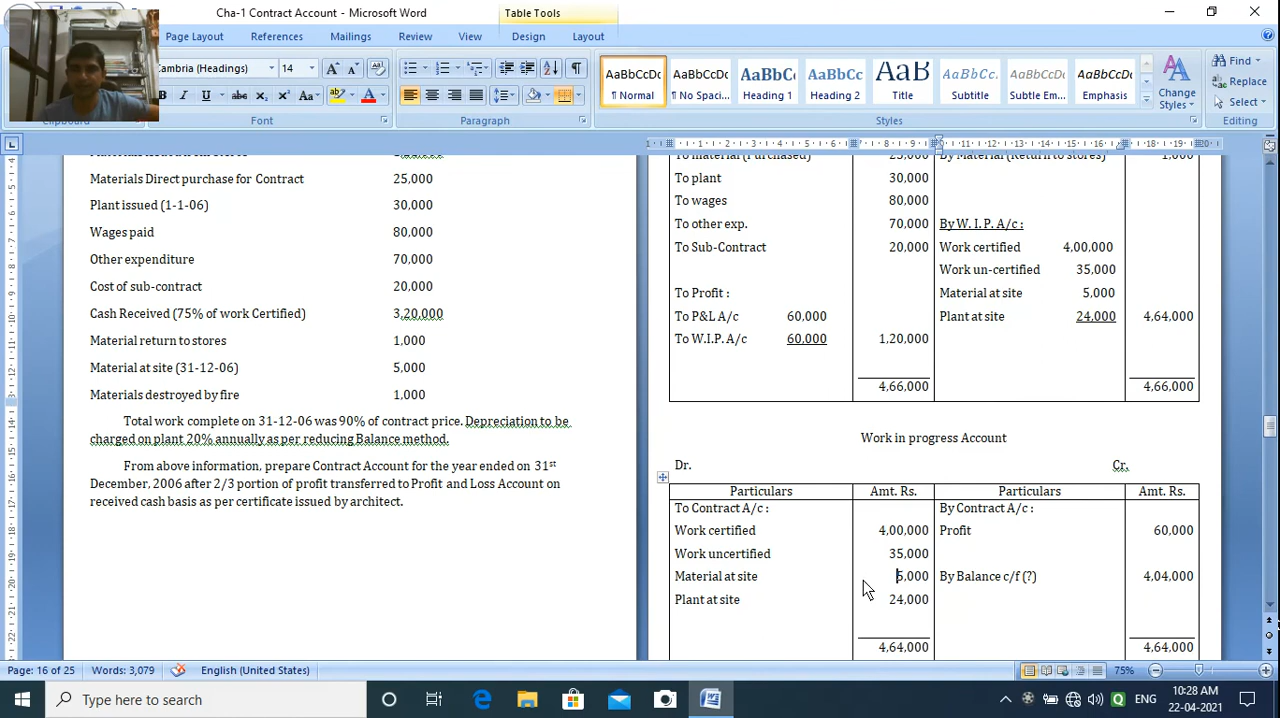 Cha-1 Contract Account - Microsoft Word
Table Tools
Page Layout References Mailings Review View Design Layout
Cambria (Headings) 14
Font Paragraph Styles Editing
AaBbCcDc AaBbCcDc AaBbCc AaBbCc AaB AaBbCc. AaBbCcDc AaBbCcDc
¶ Normal ¶ No Spaci... Heading 1 Heading 2 Title Subtitle Subtle Em... Emphasis
Change Styles
Find
Replace
Select
Materials Direct purchase for Contract 25,000
Plant issued (1-1-06) 30,000
Wages paid 80,000
Other expenditure 70,000
Cost of sub-contract 20,000
Cash Received (75% of work Certified) 3,20,000
Material return to stores 1,000
Material at site (31-12-06) 5,000
Materials destroyed by fire 1,000
Total work complete on 31-12-06 was 90% of contract price. Depreciation to be
charged on plant 20% annually as per reducing Balance method.
From above information, prepare Contract Account for the year ended on 31st
December, 2006 after 2/3 portion of profit transferred to Profit and Loss Account on
received cash basis as per certificate issued by architect.
To material (Purchased) 25,000 By Material (Return to stores) 1,000
To plant 30,000
To wages 80,000
To other exp. 70,000 By W. I. P. A/c :
To Sub-Contract 20,000 Work certified 4,00,000
Work un-certified 35,000
To Profit : Material at site 5,000
To P&L A/c 60,000 Plant at site 24,000 4,64,000
To W.I.P. A/c 60,000 1,20,000
4,66,000 4,66,000
Work in progress Account
Dr. Cr.
Particulars Amt. Rs. Particulars Amt. Rs.
To Contract A/c : By Contract A/c :
Work certified 4,00,000 Profit 60,000
Work uncertified 35,000
Material at site 5,000 By Balance c/f (?) 4,04,000
Plant at site 24,000
4,64,000 4,64,000
Page: 16 of 25 Words: 3,079 English (United States) 75%
Type here to search
ENG
10:28 AM
22-04-2021